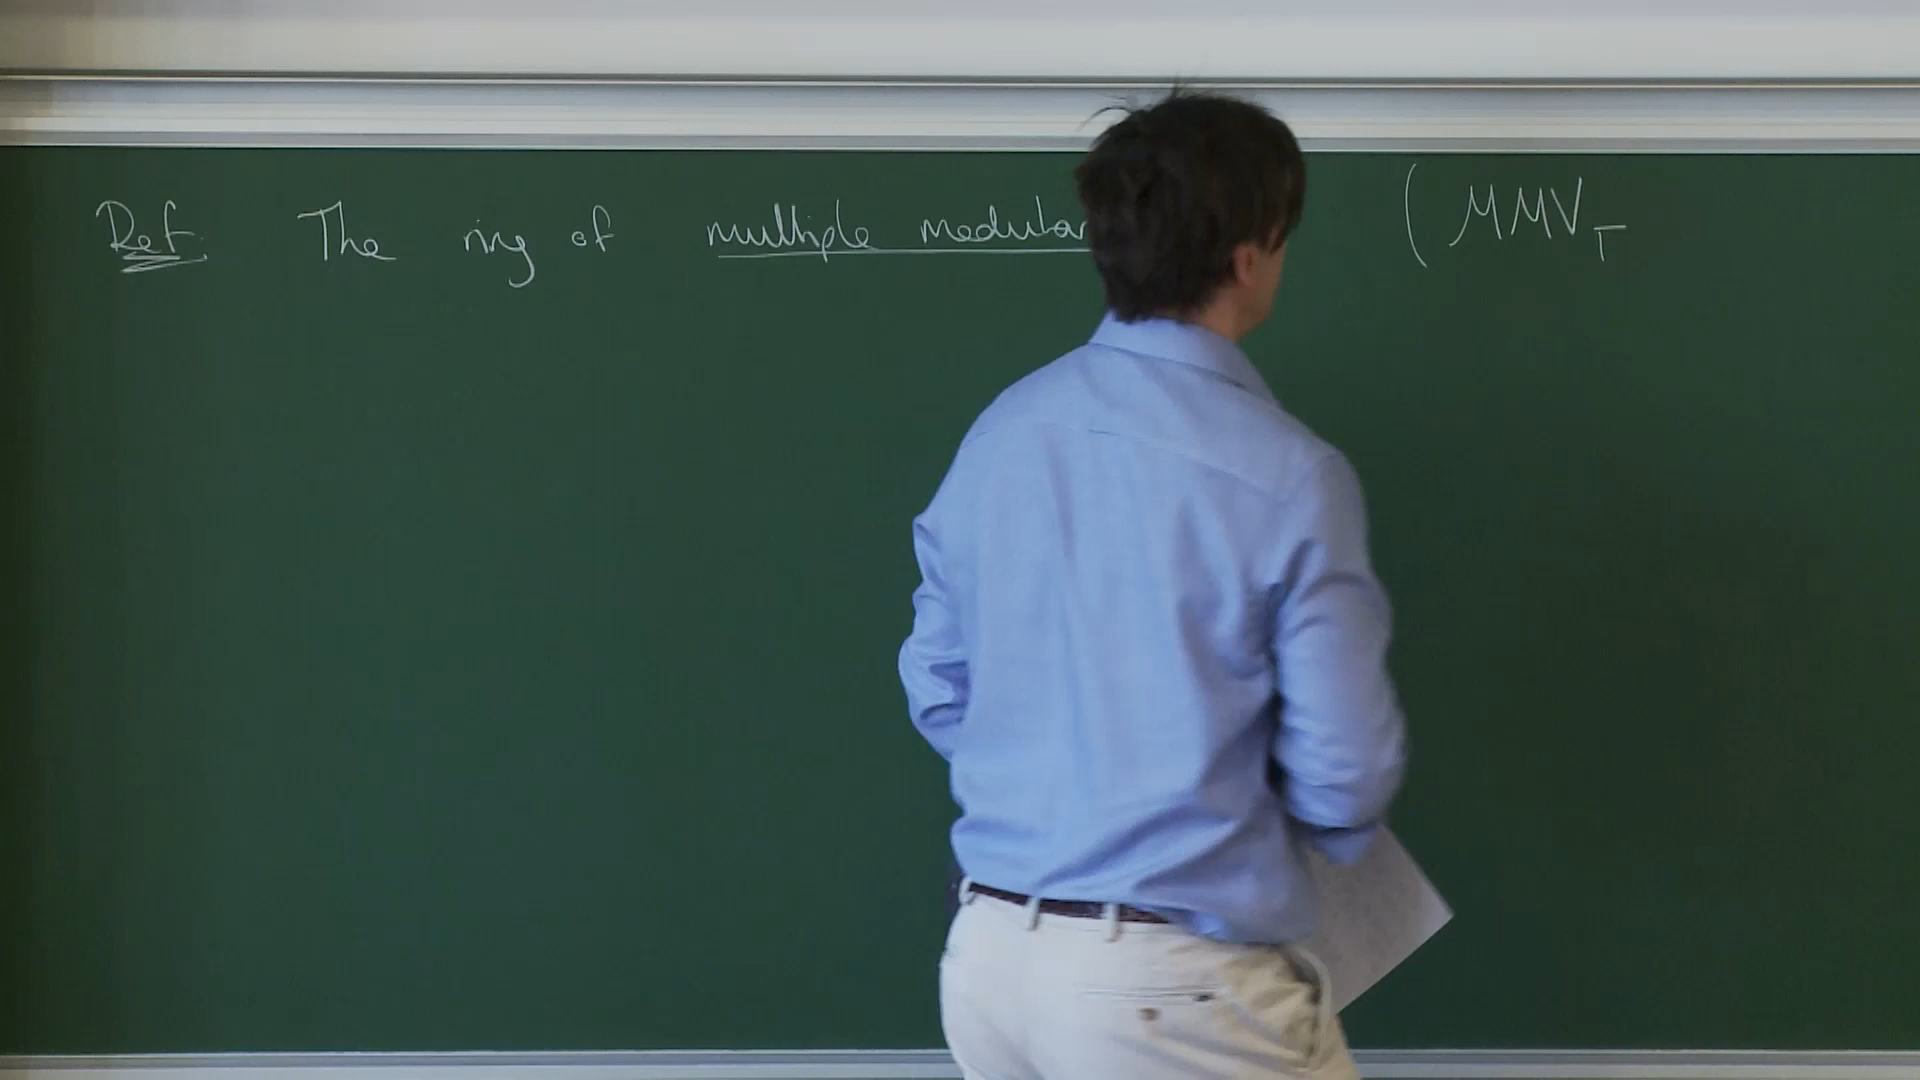 Ref. The ring of multiple modular (MMV_Γ